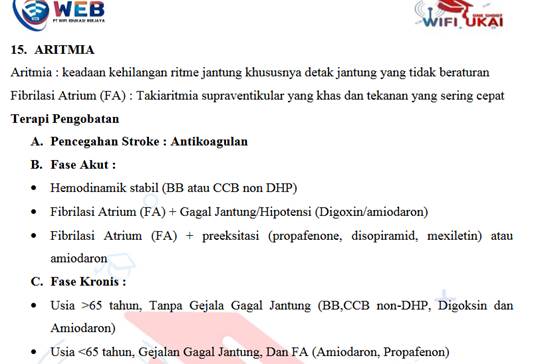 WEB
PT WIFI EDUKASI BERJAYA
WIFI UKAI
15. ARITMIA
Aritmia : keadaan kehilangan ritme jantung khususnya detak jantung yang tidak beraturan
Fibrilasi Atrium (FA) : Takiaritmia supraventikular yang khas dan tekanan yang sering cepat
Terapi Pengobatan
A. Pencegahan Stroke : Antikoagulan
B. Fase Akut :
• Hemodinamik stabil (BB atau CCB non DHP)
• Fibrilasi Atrium (FA) + Gagal Jantung/Hipotensi (Digoxin/amiodaron)
• Fibrilasi Atrium (FA) + preeksitasi (propafenone, disopiramid, mexiletin) atau
amiodaron
C. Fase Kronis :
• Usia >65 tahun, Tanpa Gejala Gagal Jantung (BB,CCB non-DHP, Digoksin dan
Amiodaron)
• Usia <65 tahun, Gejalan Gagal Jantung, Dan FA (Amiodaron, Propafenon)